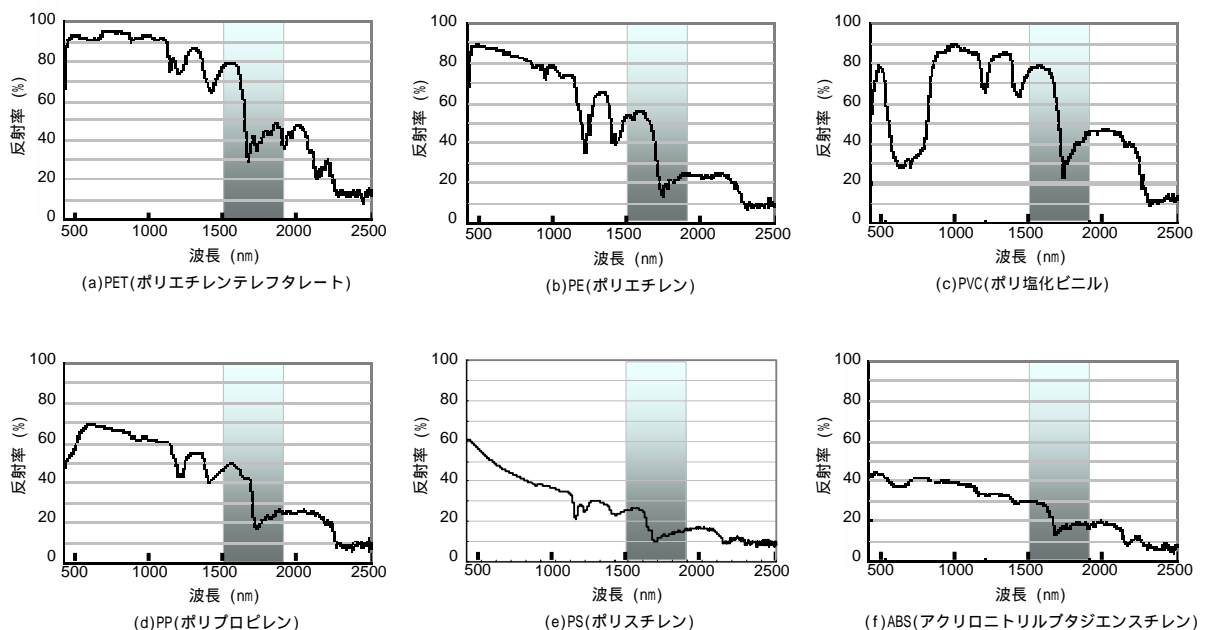 100
80
60
40
20
0
反射率 (%)
500 1000 1500 2000 2500
波長 (nm)
(a)PET(ポリエチレンテレフタレート)
100
80
60
40
20
0
反射率 (%)
500 1000 1500 2000 2500
波長 (nm)
(b)PE(ポリエチレン)
100
80
60
40
20
0
反射率 (%)
500 1000 1500 2000 2500
波長 (nm)
(c)PVC(ポリ塩化ビニル)
100
80
60
40
20
0
反射率 (%)
500 1000 1500 2000 2500
波長 (nm)
(d)PP(ポリプロピレン)
100
80
60
40
20
0
反射率 (%)
500 1000 1500 2000 2500
波長 (nm)
(e)PS(ポリスチレン)
100
80
60
40
20
0
反射率 (%)
500 1000 1500 2000 2500
波長 (nm)
(f)ABS(アクリロニトリルブタジエンスチレン)